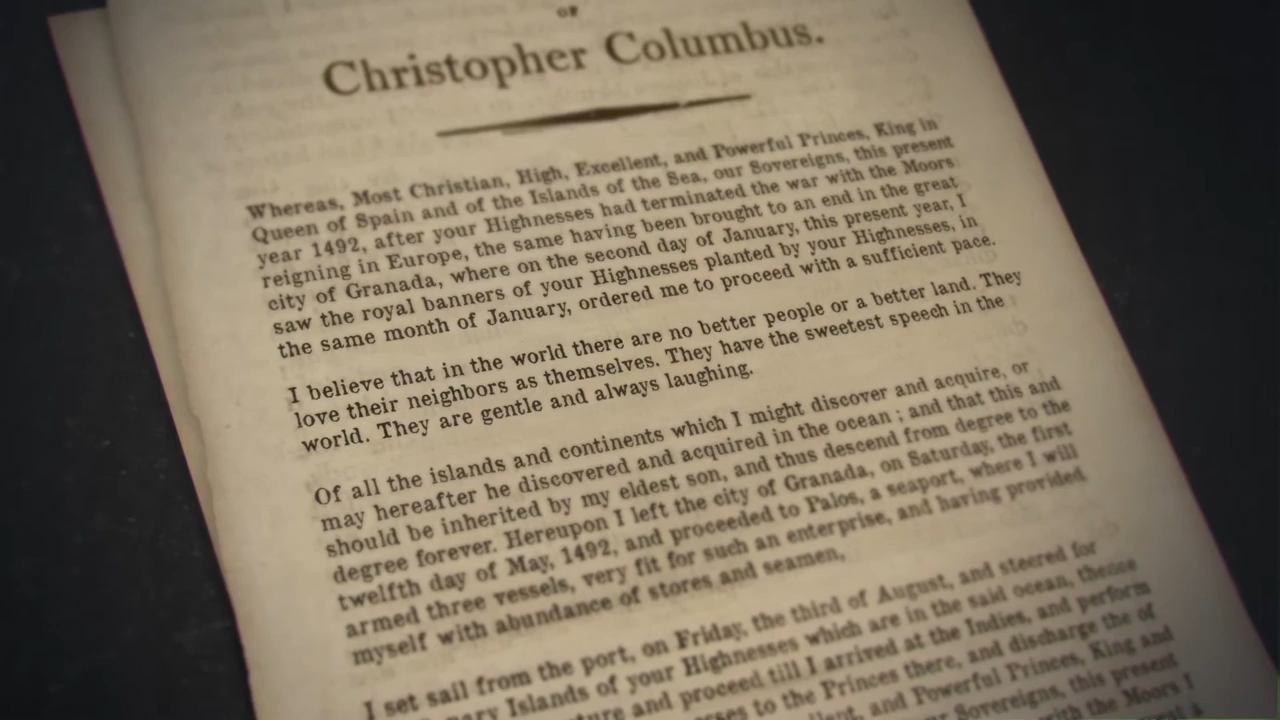 OF
Christopher Columbus.
Whereas, Most Christian, High, Excellent, and Powerful Princes, King in
Queen of Spain and of the Islands of the Sea, our Sovereigns, this present
year 1492, after your Highnesses had terminated the war with the Moors
reigning in Europe, the same having been brought to an end in the great
city of Granada, where on the second day of January, this present year, I
saw the royal banners of your Highnesses planted by your Highnesses, in
the same month of January, ordered me to proceed with a sufficient pace.
I believe that in the world there are no better people or a better land. They
love their neighbors as themselves. They have the sweetest speech in the
world. They are gentle and always laughing.
Of all the islands and continents which I might discover and acquire, or
may hereafter he discovered and acquired in the ocean ; and that this and
should be inherited by my eldest son, and thus descend from degree to the
degree forever. Hereupon I left the city of Granada, on Saturday, the first
twelfth day of May, 1492, and proceeded to Palos, a seaport, where I will
armed three vessels, very fit for such an enterprise, and having provided
myself with abundance of stores and seamen,
I set sail from the port, on Friday, the third of August, and steered for
Islands of your Highnesses which are in the said ocean, thence
and proceed till I arrived at the Indies, and perform
to the Princes there, and discharge the of
and Powerful Princes, King and
Sovereigns, this present
with the Moors I